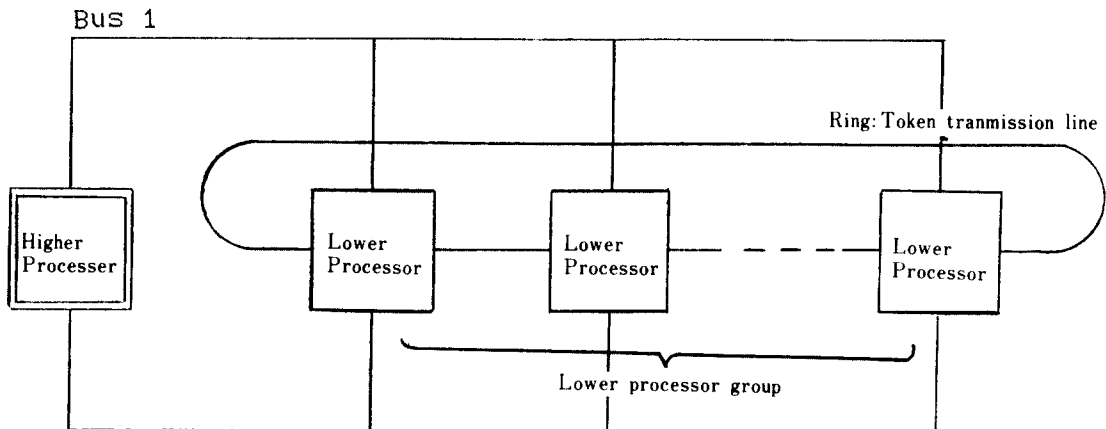 Bus 1
Ring: Token tranmission line
Higher
Processer
Lower
Processor
Lower
Processor
Lower
Processor
Lower processor group